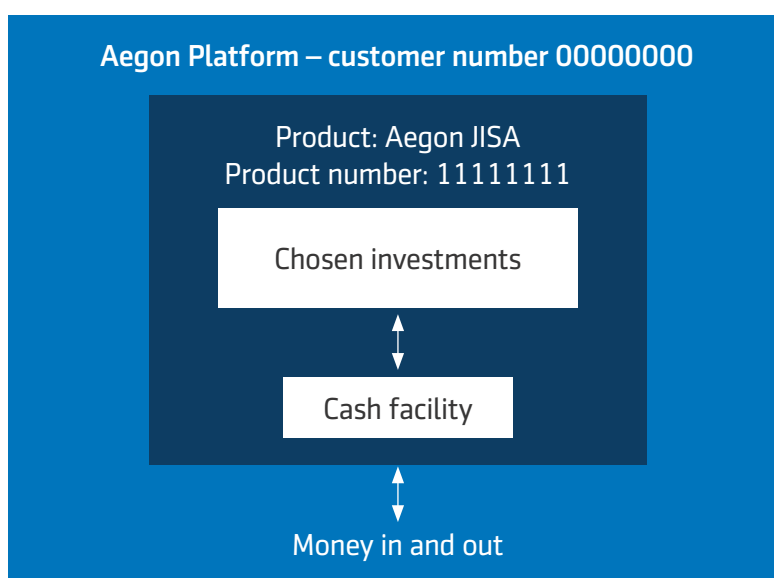 Aegon Platform – customer number 00000000
Product: Aegon JISA
Product number: 11111111
Chosen investments
Cash facility
Money in and out